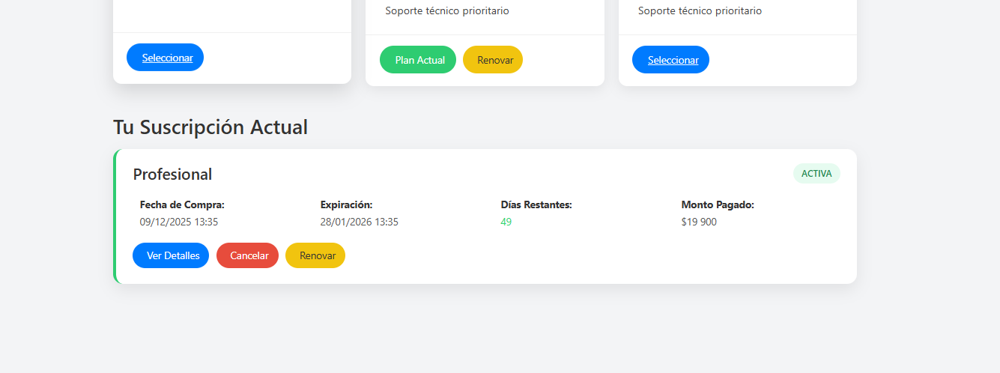 Soporte técnico prioritario
Soporte técnico prioritario
Seleccionar
Plan Actual
Renovar
Seleccionar
Tu Suscripción Actual
Profesional
ACTIVA
Fecha de Compra:
09/12/2025 13:35
Expiración:
28/01/2026 13:35
Días Restantes:
49
Monto Pagado:
$19 900
Ver Detalles
Cancelar
Renovar